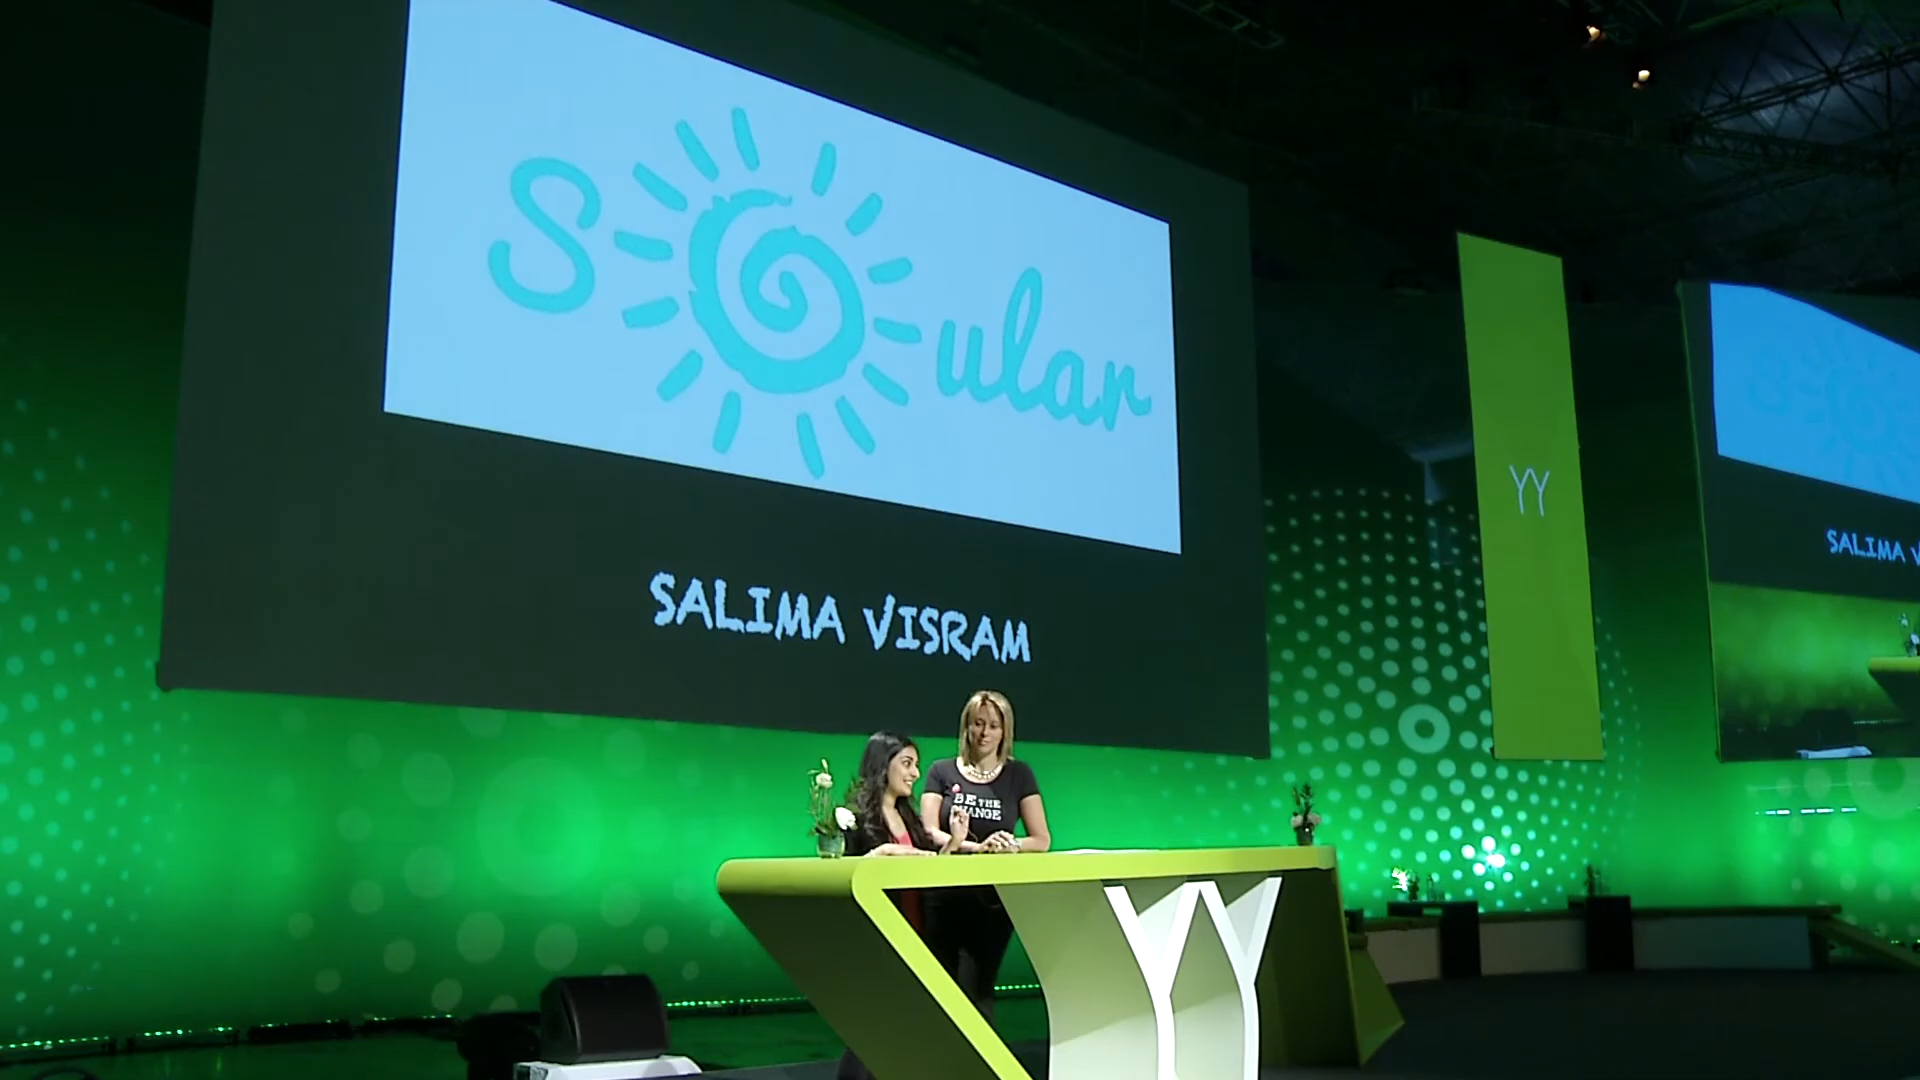 Soular
SALIMA VISRAM
YY
SALIMA V
BE THE
CHANGE
YY